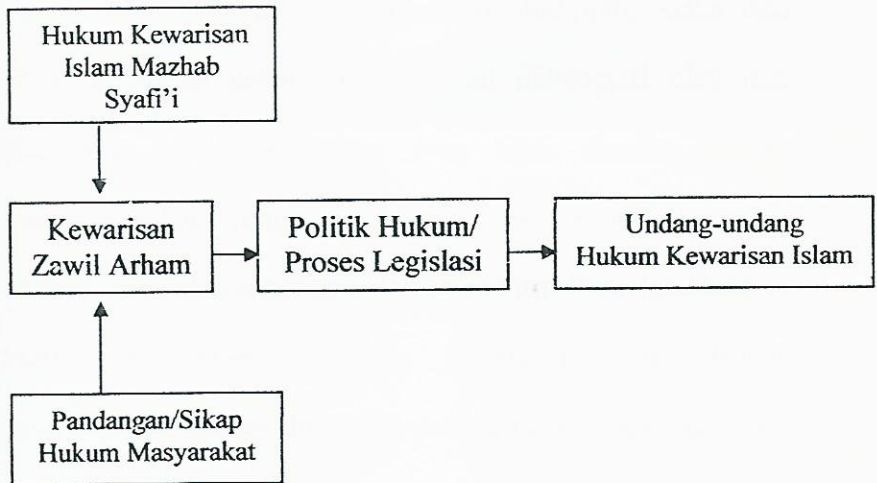 Hukum Kewarisan
Islam Mazhab
Syafi'i
Kewarisan
Zawil Arham
Politik Hukum/
Proses Legislasi
Undang-undang
Hukum Kewarisan Islam
Pandangan/Sikap
Hukum Masyarakat